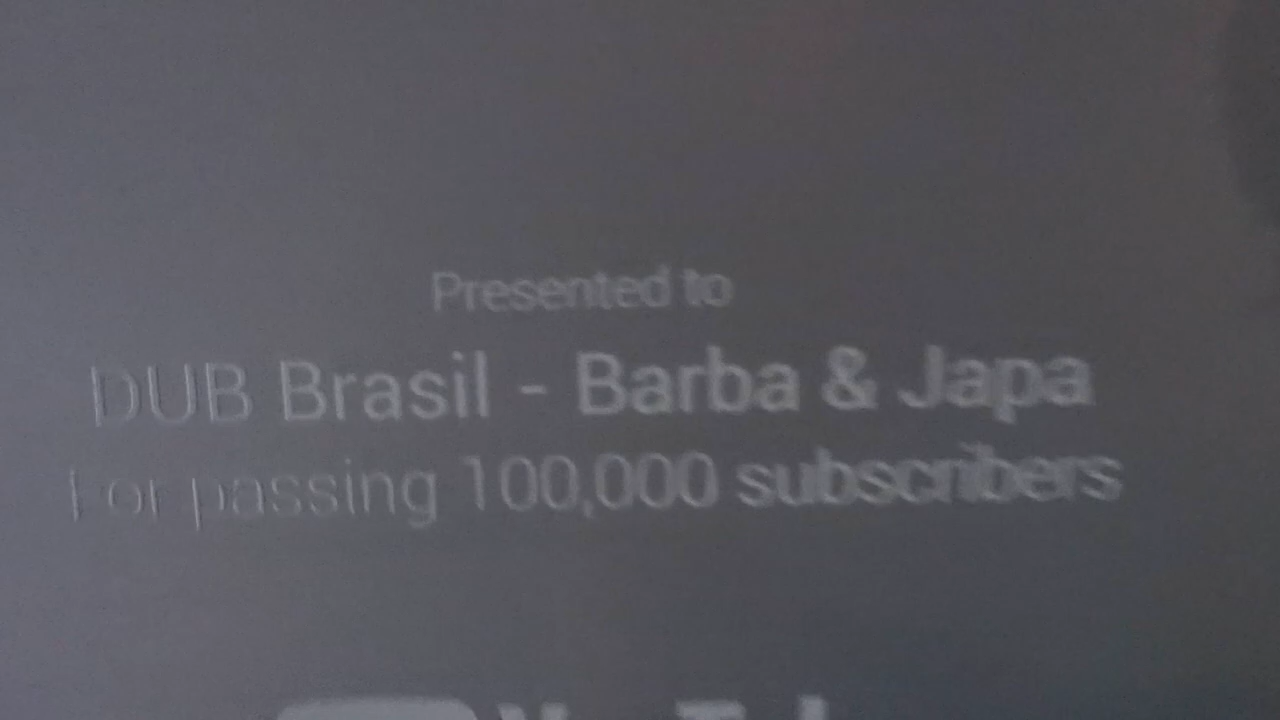 Presented to
DUB Brasil - Barba & Japa
For passing 100,000 subscribers